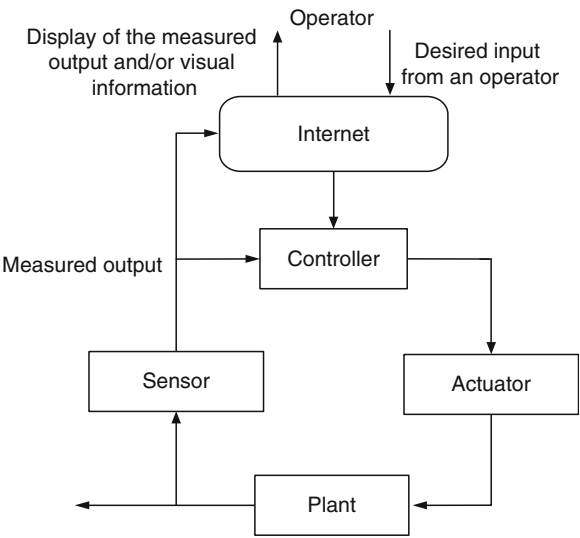 Operator
Display of the measured
output and/or visual
information
Desired input
from an operator
Internet
Controller
Measured output
Sensor
Actuator
Plant